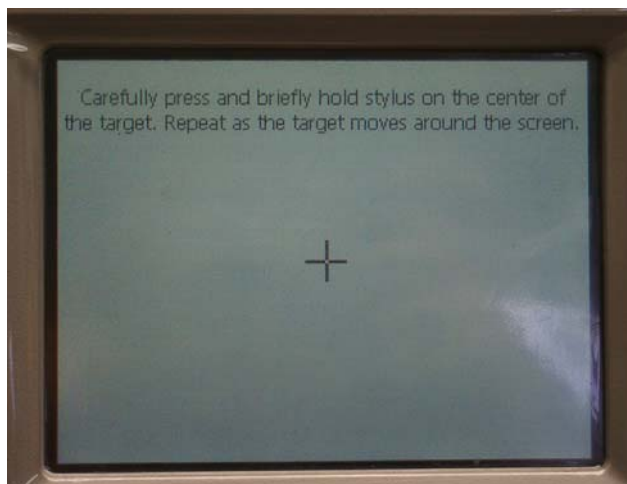 Carefully press and briefly hold stylus on the center of
the target. Repeat as the target moves around the screen.